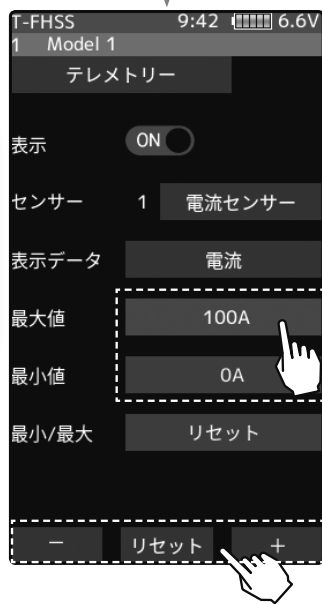 T-FHSS 9:42 6.6V
1 Model 1
テレメトリー
表示 ON
センサー 1 電流センサー
表示データ 電流
最大値 100A
最小値 0A
最小/最大 リセット
− リセット +